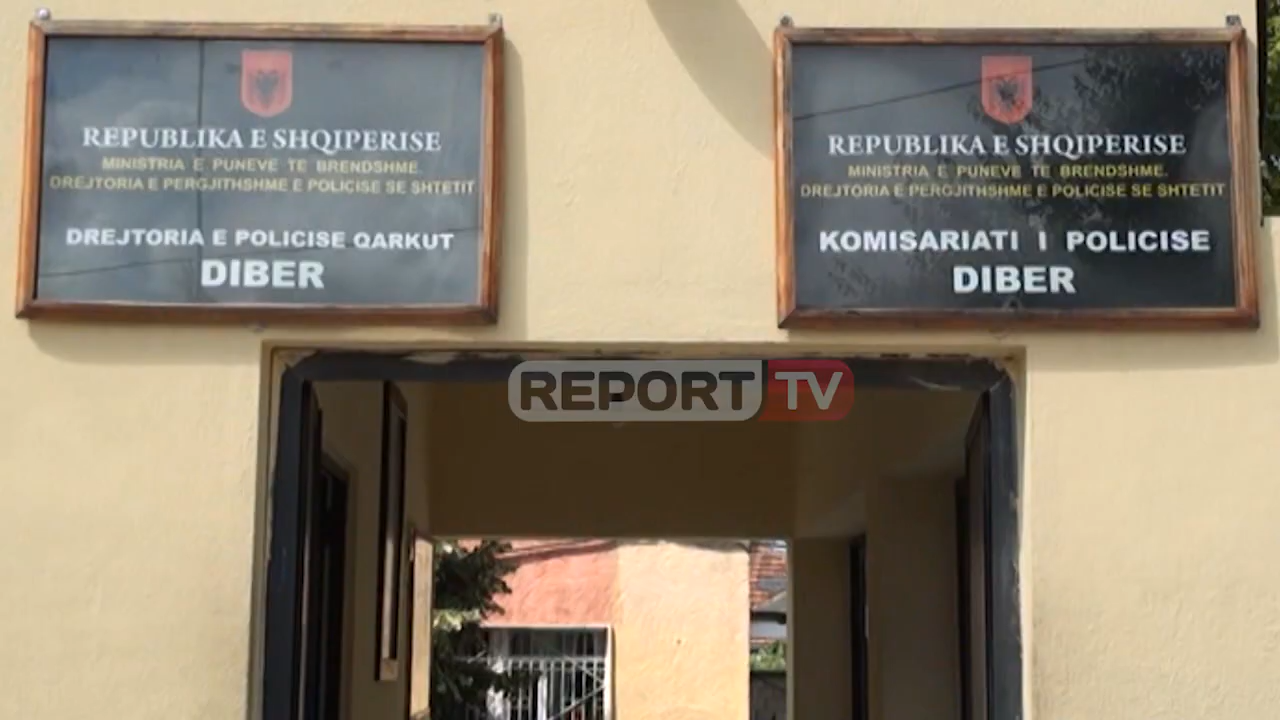 REPUBLIKA E SHQIPERISE
MINISTRIA E PUNEVE TE BRENDSHME.
DREJTORIA E PERGJITHSHME E POLICISE SE SHTETIT
DREJTORIA E POLICISE QARKUT
DIBER
REPUBLIKA E SHQIPERISE
MINISTRIA E PUNEVE TE BRENDSHME.
DREJTORIA E PERGJITHSHME E POLICISE SE SHTETIT
KOMISARIATI I POLICISE
DIBER
REPORT TV